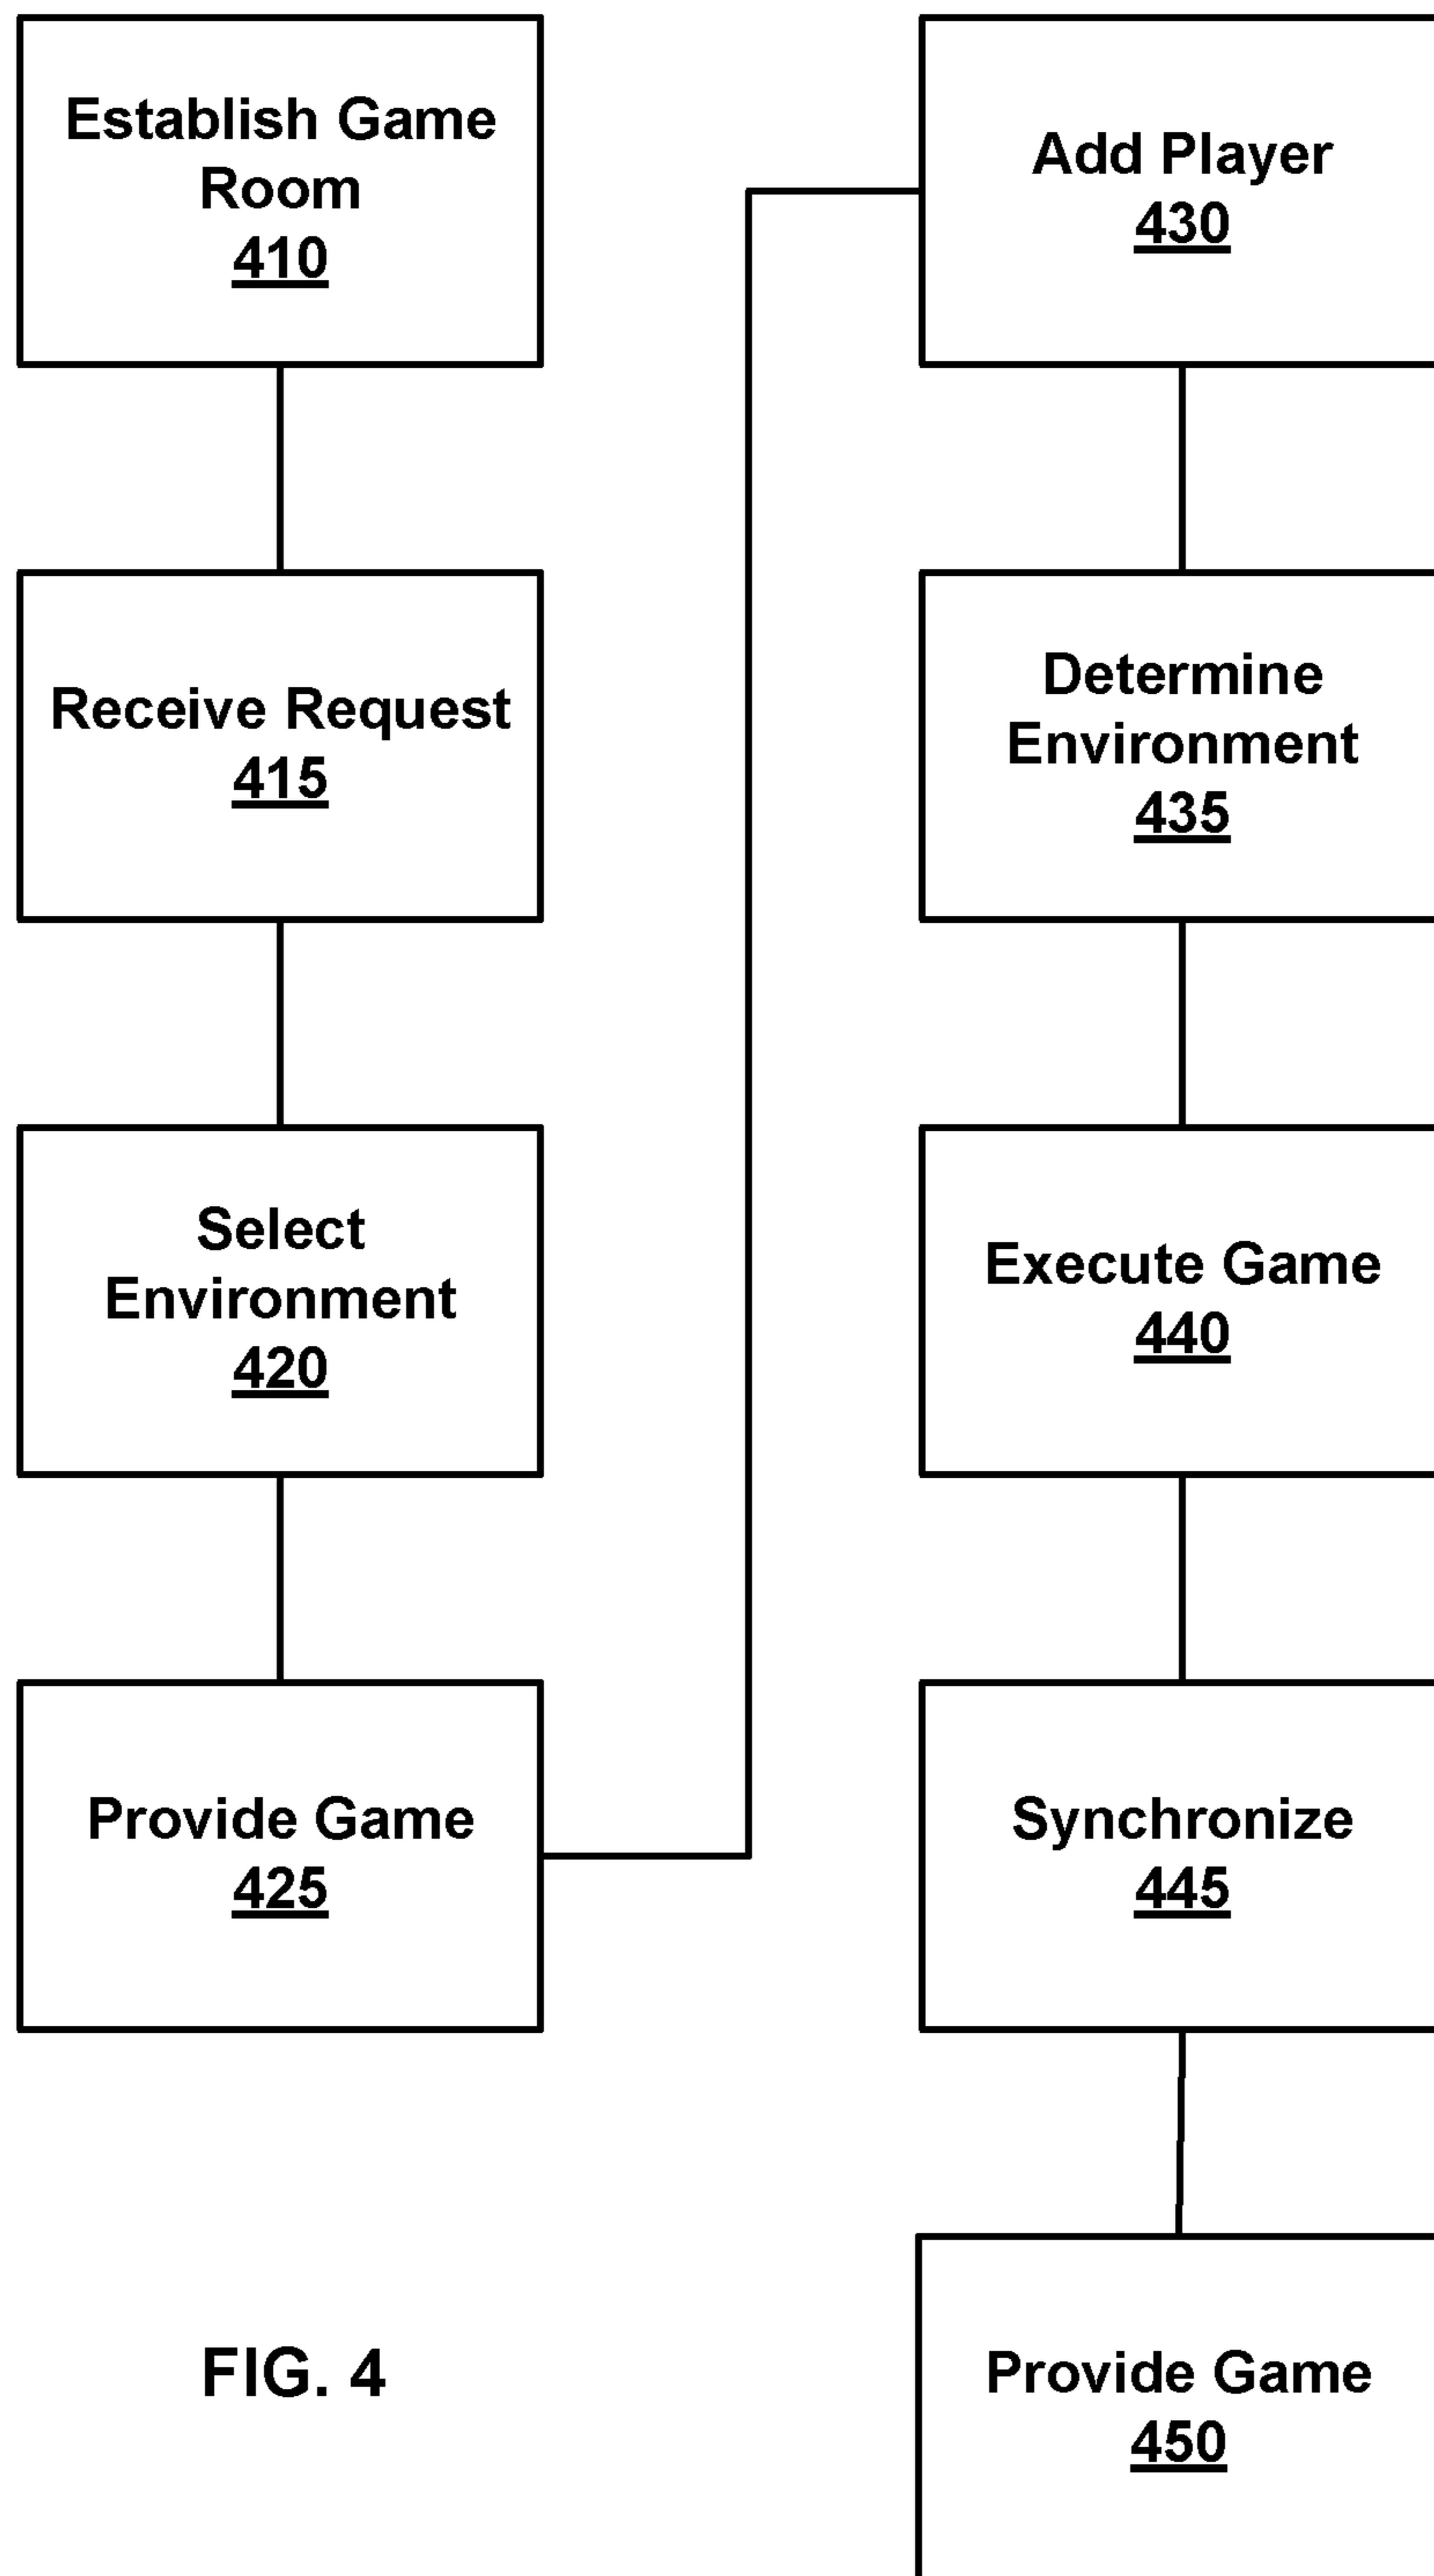 Establish Game
Room
410
Receive Request
415
Select
Environment
420
Provide Game
425
Add Player
430
Determine
Environment
435
Execute Game
440
Synchronize
445
Provide Game
450
FIG. 4